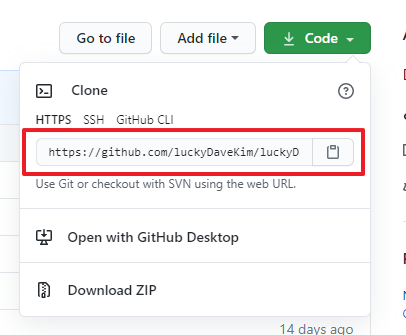 Go to file Add file Code
Clone
HTTPS SSH GitHub CLI
https://github.com/luckyDaveKim/luckyD
Use Git or checkout with SVN using the web URL.
Open with GitHub Desktop
Download ZIP
14 days ago